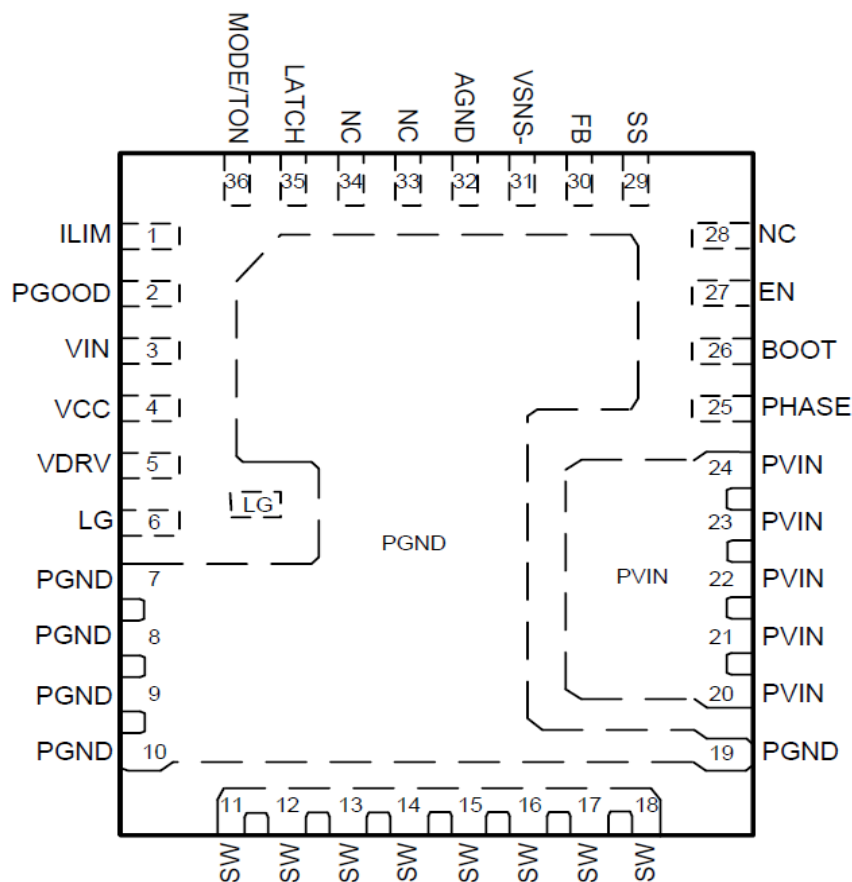 MODE/TON LATCH NC NC AGND VSNS- FB SS
36 35 34 33 32 31 30 29
ILIM 1 28 NC
PGOOD 2 27 EN
VIN 3 26 BOOT
VCC 4 25 PHASE
VDRV 5 24 PVIN
LG
LG 6 23 PVIN
PGND
PVIN
PGND 7 22 PVIN
PGND 8 21 PVIN
PGND 9 20 PVIN
PGND 10 19 PGND
11 12 13 14 15 16 17 18
SW SW SW SW SW SW SW SW